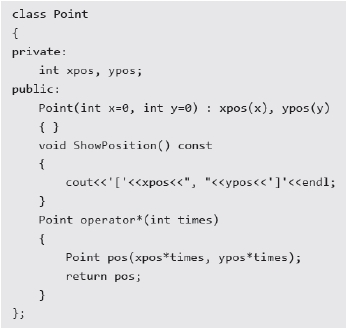 class Point
{
private:
    int xpos, ypos;
public:
    Point(int x=0, int y=0) : xpos(x), ypos(y)
    { }
    void ShowPosition() const
    {
        cout<<'['<<xpos<<", "<<ypos<<']'<<endl;
    }
    Point operator*(int times)
    {
        Point pos(xpos*times, ypos*times);
        return pos;
    }
};